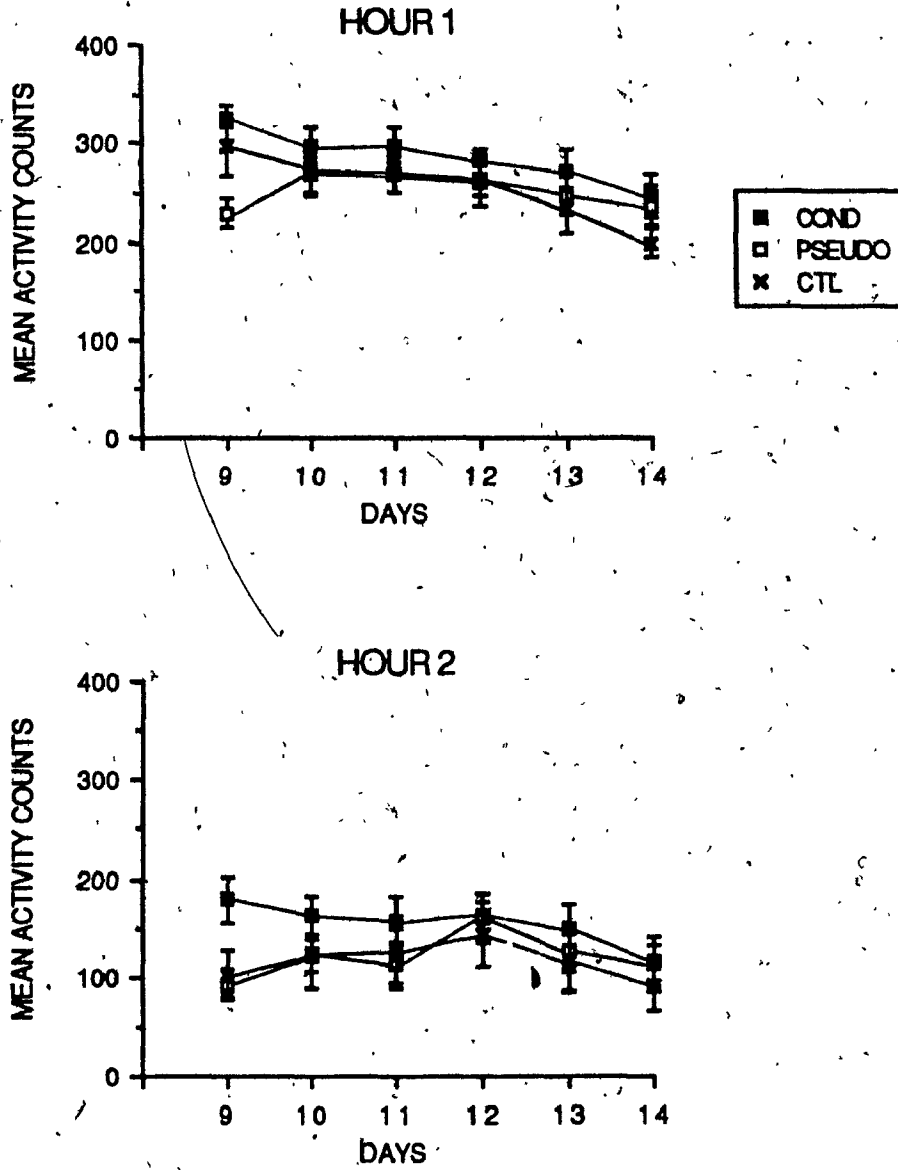 HOUR 1
MEAN ACTIVITY COUNTS
400
300
200
100
0
9 10 11 12 13 14
DAYS
COND
PSEUDO
CTL
HOUR 2
MEAN ACTIVITY COUNTS
400
300
200
100
0
9 10 11 12 13 14
DAYS